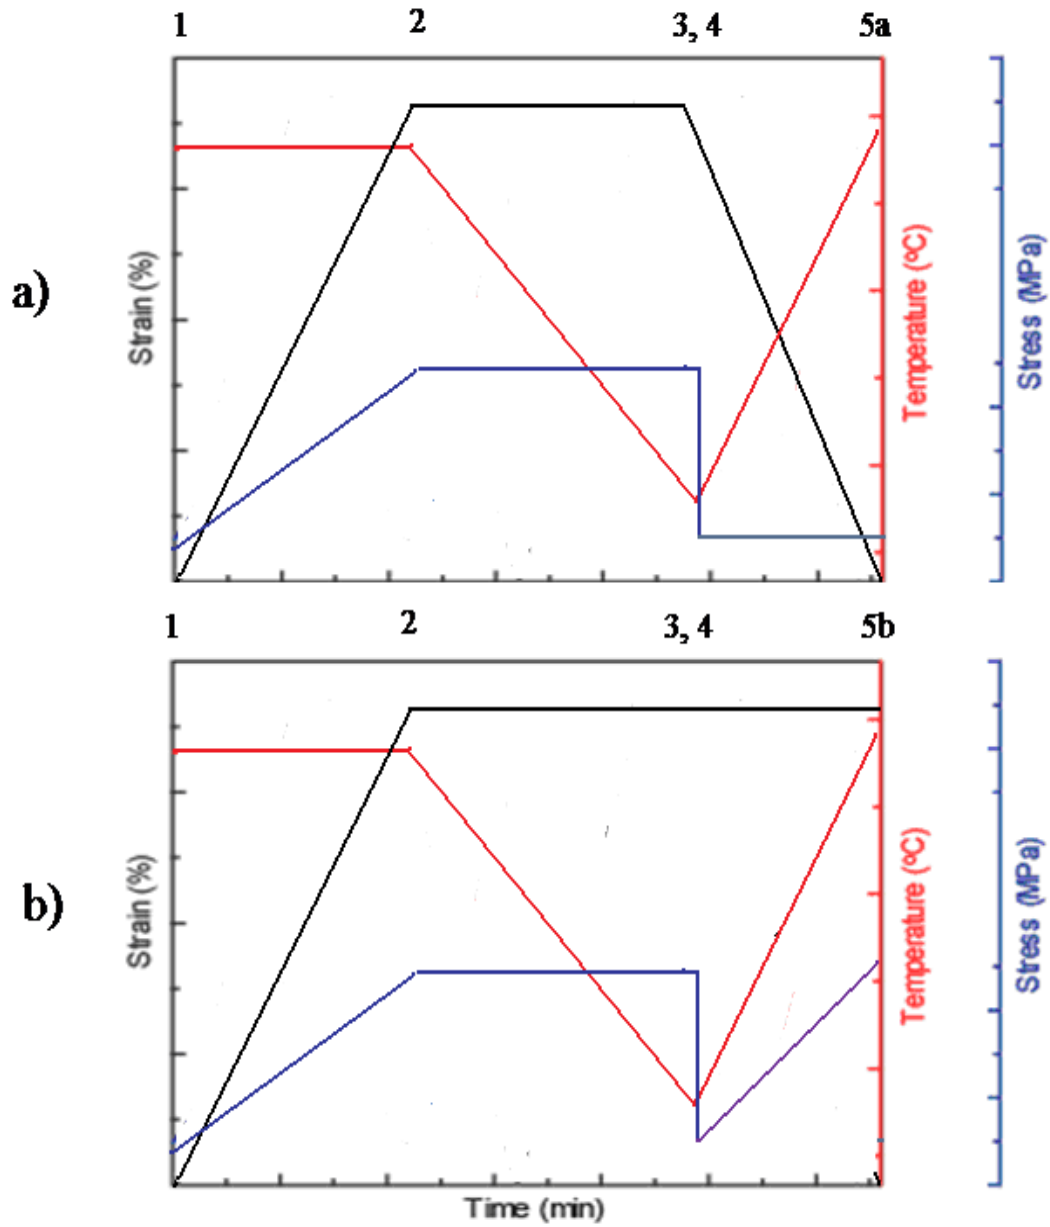 1 2 3, 4 5a
a)
Strain (%)
Temperature (ºC)
Stress (MPa)
1 2 3, 4 5b
b)
Strain (%)
Temperature (ºC)
Stress (MPa)
Time (min)